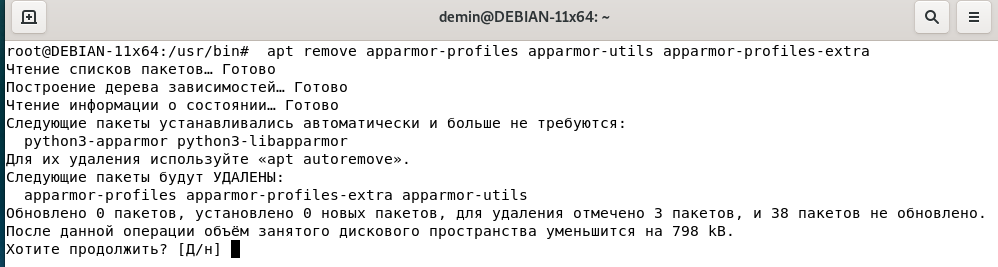 demin@DEBIAN-11x64: ~
root@DEBIAN-11x64:/usr/bin#  apt remove apparmor-profiles apparmor-utils apparmor-profiles-extra
Чтение списков пакетов… Готово
Построение дерева зависимостей… Готово
Чтение информации о состоянии… Готово
Следующие пакеты устанавливались автоматически и больше не требуются:
  python3-apparmor python3-libapparmor
Для их удаления используйте «apt autoremove».
Следующие пакеты будут УДАЛЕНЫ:
  apparmor-profiles apparmor-profiles-extra apparmor-utils
Обновлено 0 пакетов, установлено 0 новых пакетов, для удаления отмечено 3 пакетов, и 38 пакетов не обновлено.
После данной операции объём занятого дискового пространства уменьшится на 798 kB.
Хотите продолжить? [Д/н]